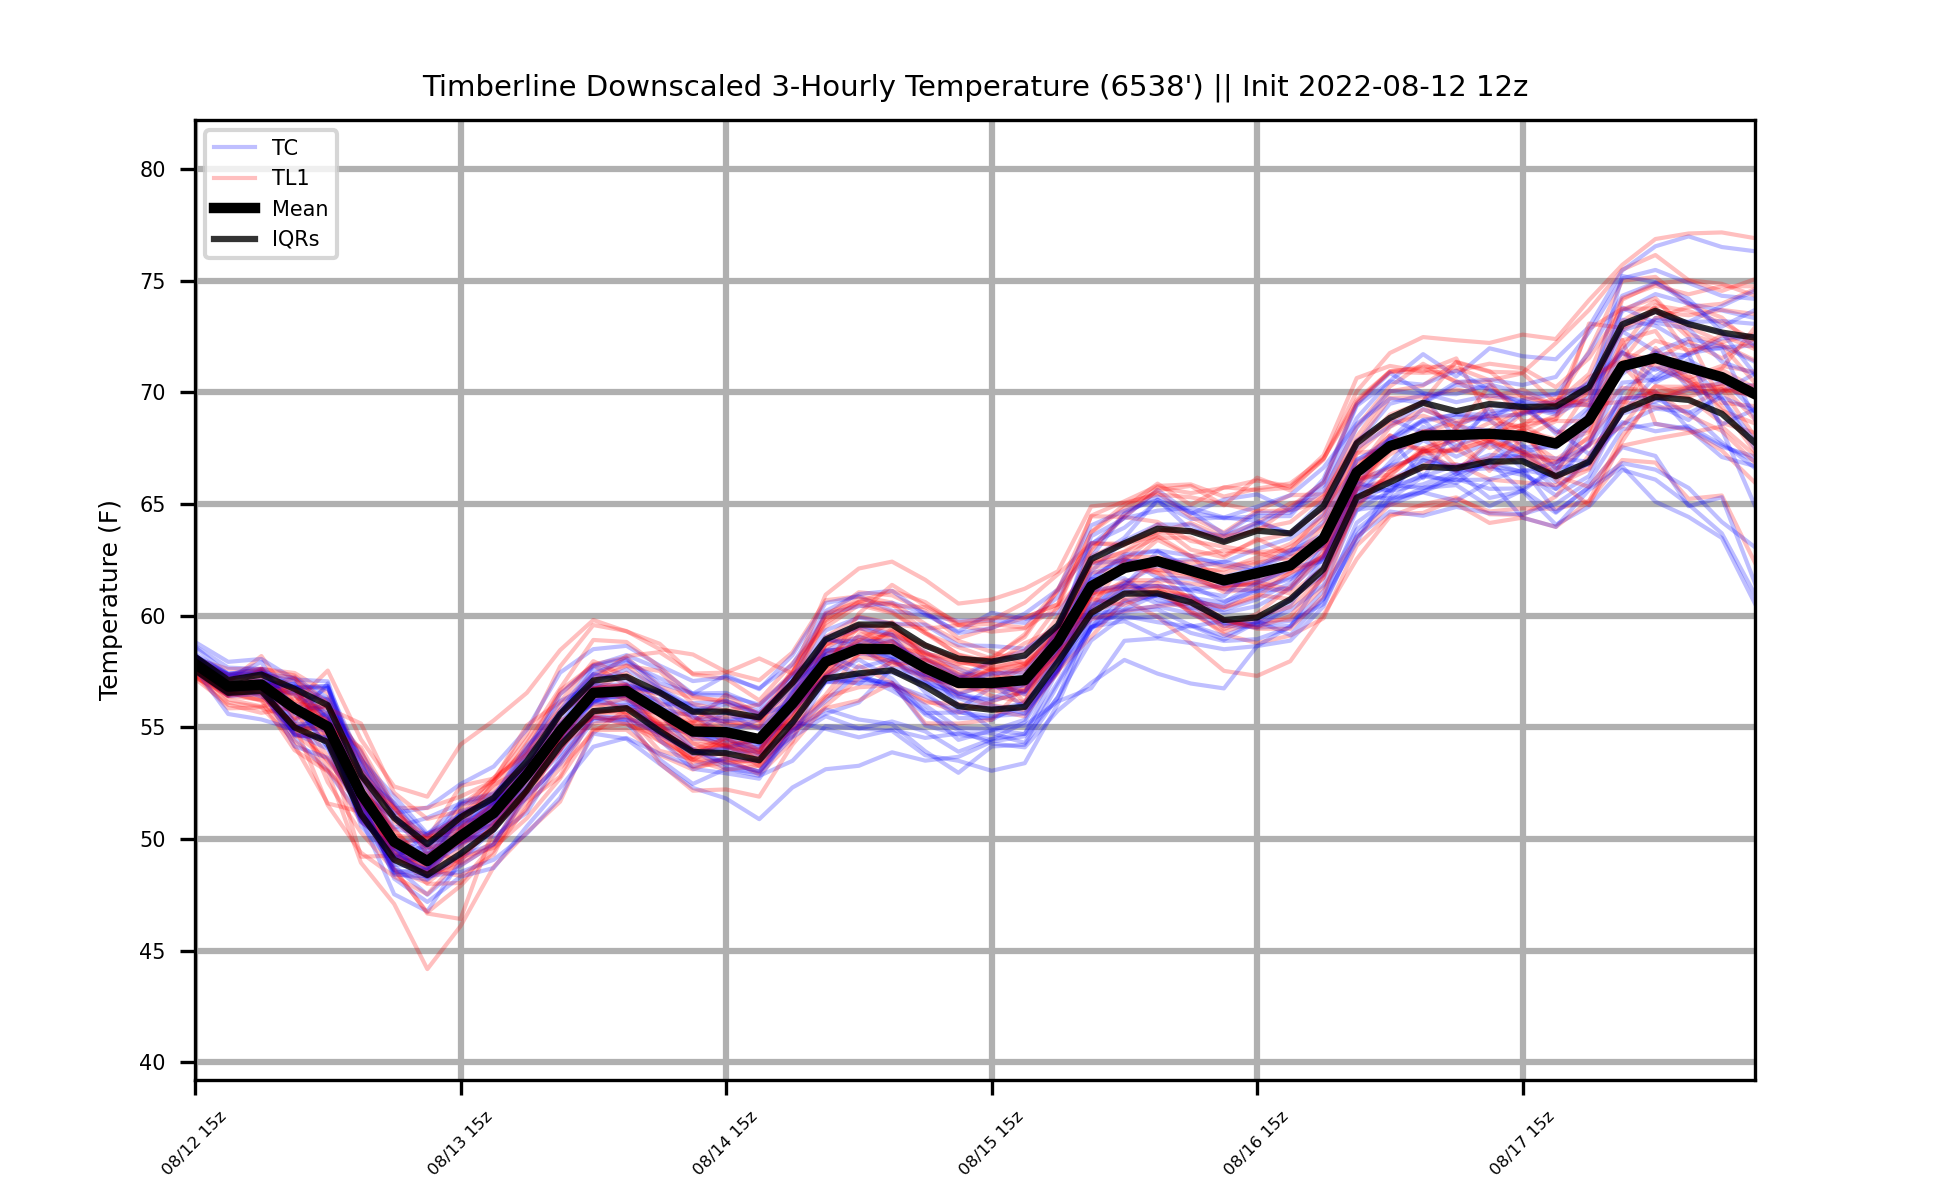 Timberline Downscaled 3-Hourly Temperature (6538') || Init 2022-08-12 12z
TC
TL1
Mean
IQRs
Temperature (F)
80
75
70
65
60
55
50
45
40
08/12 15z
08/13 15z
08/14 15z
08/15 15z
08/16 15z
08/17 15z